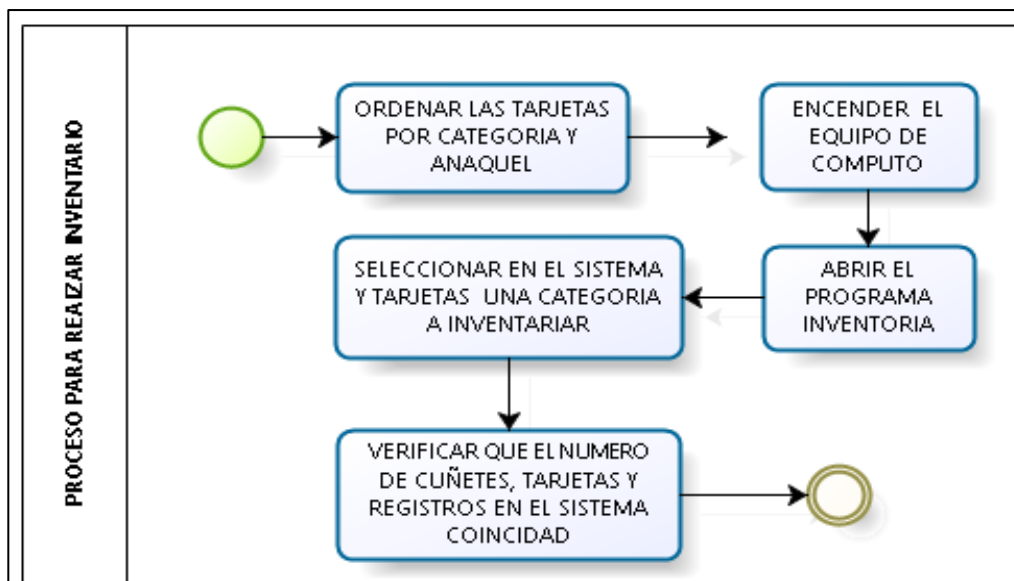 PROCESO PARA REALIZAR INVENTARIO
ORDENAR LAS TARJETAS
POR CATEGORIA Y
ANAQUEL
ENCENDER EL
EQUIPO DE
COMPUTO
ABRIR EL
PROGRAMA
INVENTORIA
SELECCIONAR EN EL SISTEMA
Y TARJETAS UNA CATEGORIA
A INVENTARIAR
VERIFICAR QUE EL NUMERO
DE CUÑETES, TARJETAS Y
REGISTROS EN EL SISTEMA
COINCIDAD